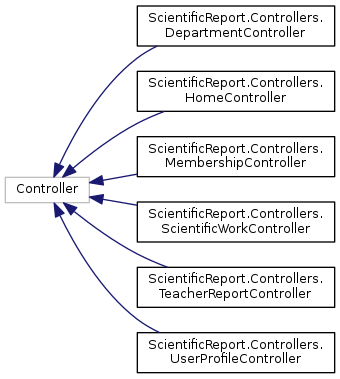 ScientificReport.Controllers.
DepartmentController
ScientificReport.Controllers.
HomeController
ScientificReport.Controllers.
MembershipController
Controller
ScientificReport.Controllers.
ScientificWorkController
ScientificReport.Controllers.
TeacherReportController
ScientificReport.Controllers.
UserProfileController